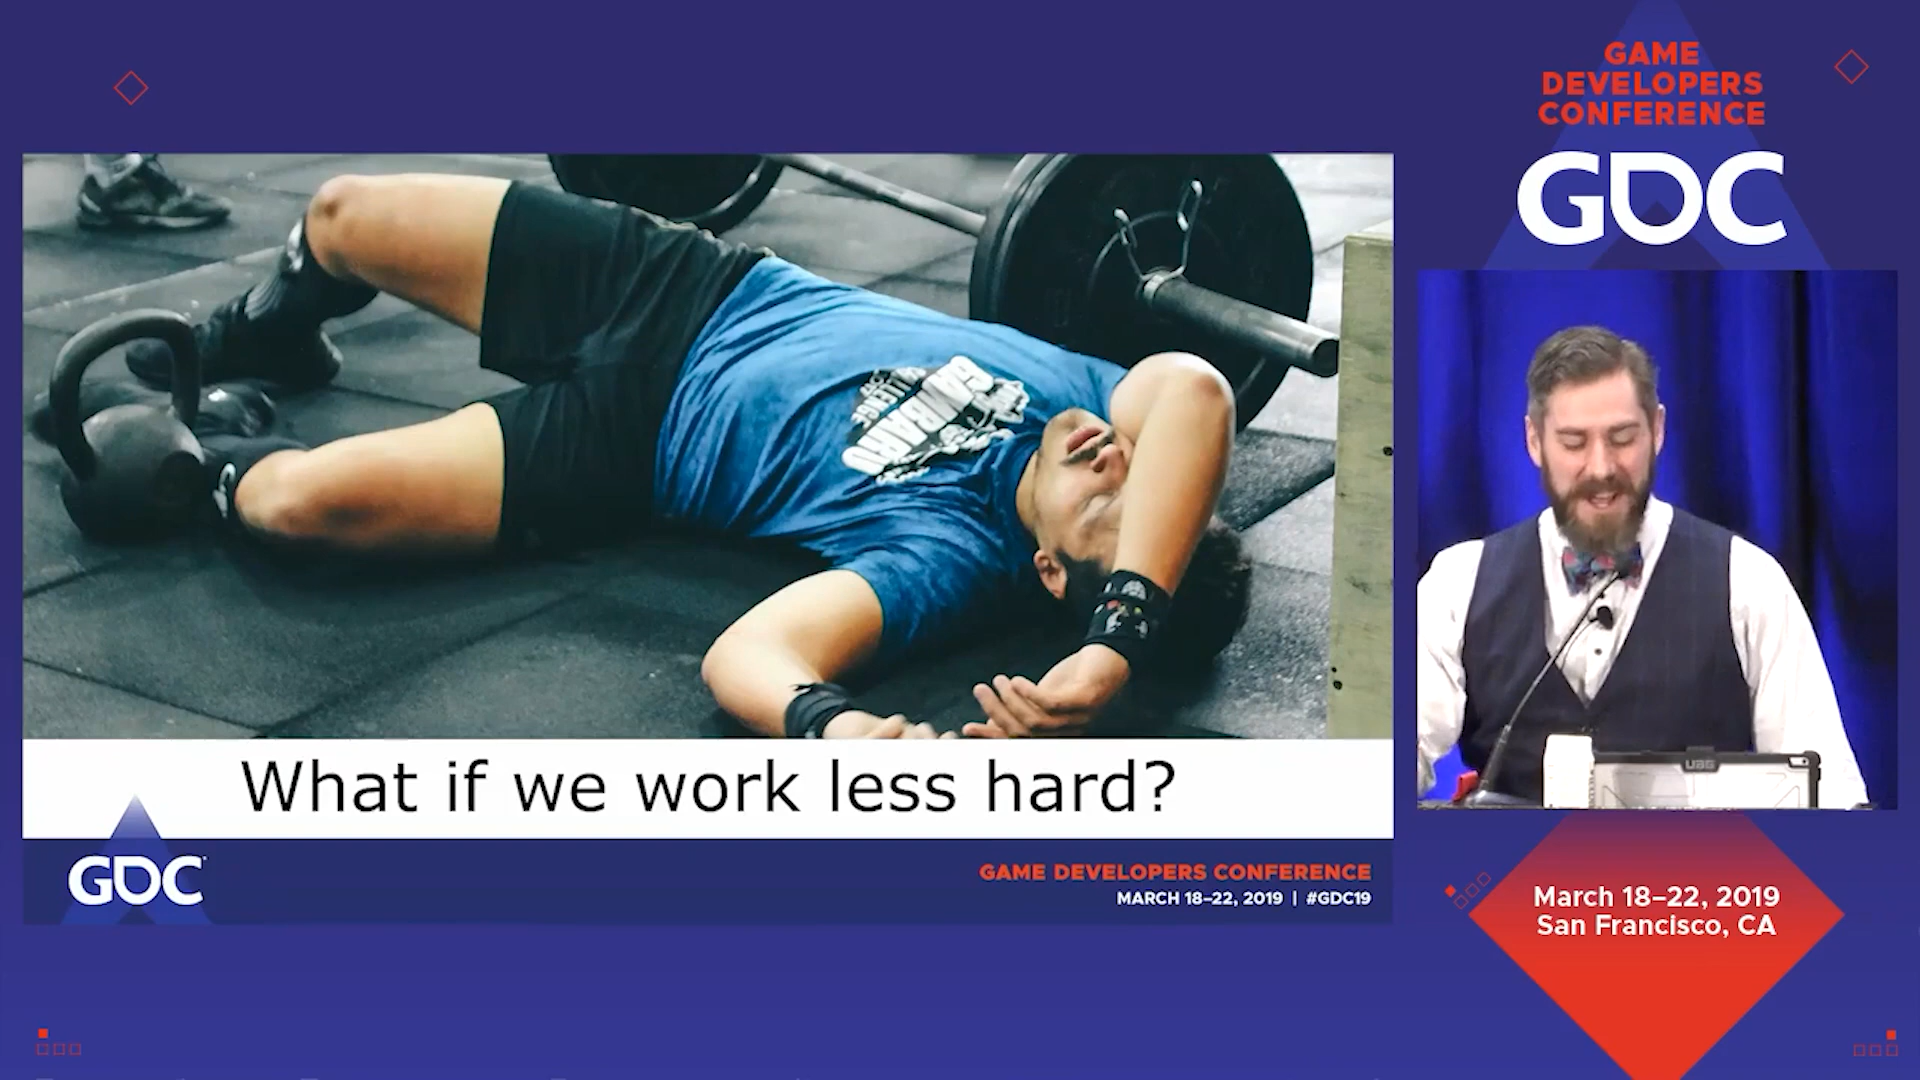 GAME
DEVELOPERS
CONFERENCE
GDC
What if we work less hard?
GDC
GAME DEVELOPERS CONFERENCE
MARCH 18–22, 2019 | #GDC19
UAG
March 18–22, 2019
San Francisco, CA